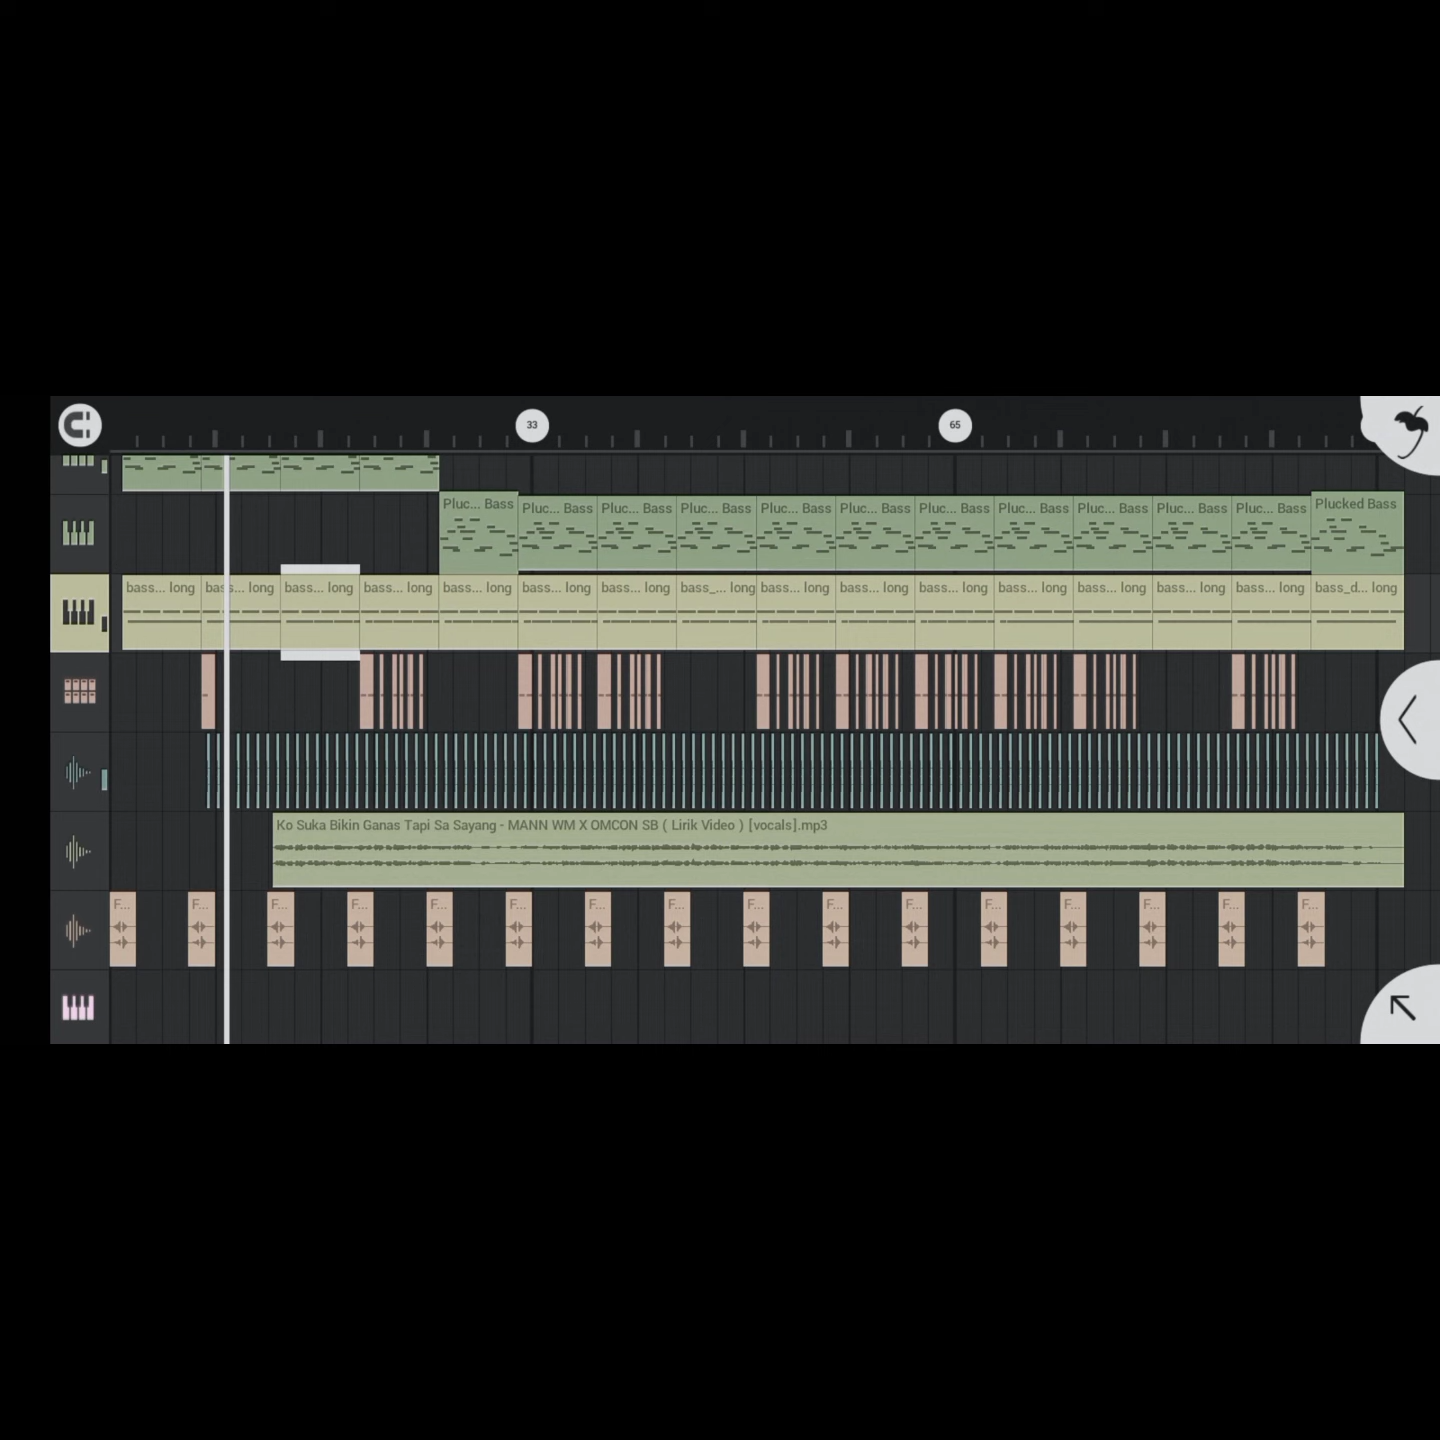 33 65
Pluc... Bass Pluc... Bass Pluc... Bass Pluc... Bass Pluc... Bass Pluc... Bass Pluc... Bass Pluc... Bass Pluc... Bass Pluc... Bass Pluc... Bass Plucked Bass
bass... long bass... long bass... long bass... long bass... long bass... long bass... long bass_... long bass... long bass... long bass... long bass... long bass... long bass... long bass... long bass_d... long
Ko Suka Bikin Ganas Tapi Sa Sayang - MANN WM X OMCON SB ( Lirik Video ) [vocals].mp3
F... F... F... F... F... F... F... F... F... F... F... F... F... F... F... F...